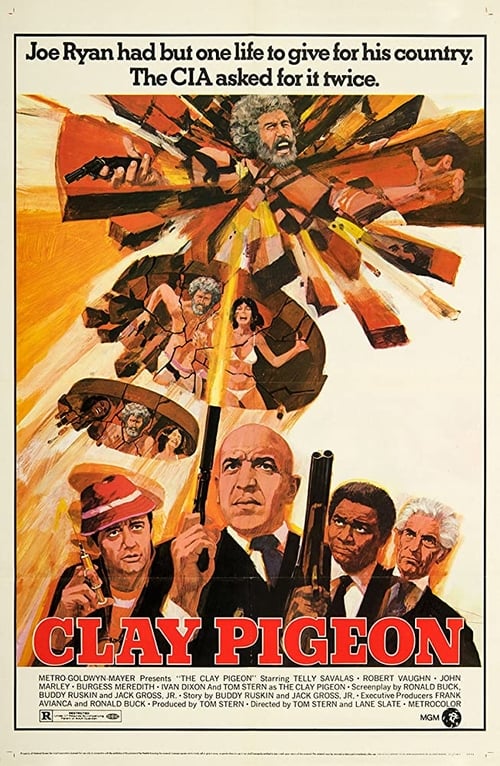 Joe Ryan had but one life to give for his country.
The CIA asked for it twice.
CLAY PIGEON
METRO-GOLDWYN-MAYER Presents "THE CLAY PIGEON" Starring TELLY SAVALAS • ROBERT VAUGHN • JOHN
MARLEY • BURGESS MEREDITH • IVAN DIXON And TOM STERN as THE CLAY PIGEON • Screenplay by RONALD BUCK,
BUDDY RUSKIN and JACK GROSS, JR. • Story by BUDDY RUSKIN and JACK GROSS, JR. • Executive Producers FRANK
AVIANCA and RONALD BUCK • Produced by TOM STERN • Directed by TOM STERN and LANE SLATE • METROCOLOR
R RESTRICTED
MGM